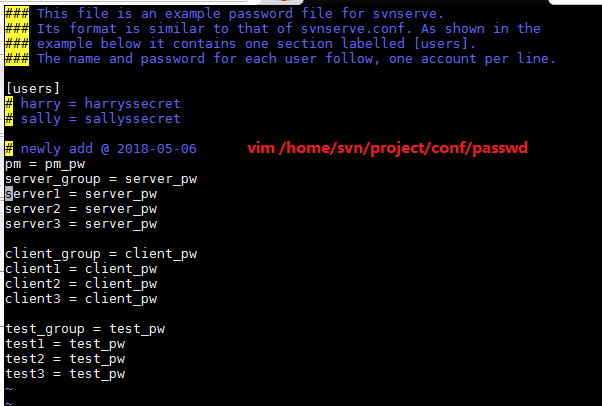 ### This file is an example password file for svnserve.
### Its format is similar to that of svnserve.conf. As shown in the
### example below it contains one section labelled [users].
### The name and password for each user follow, one account per line.
[users]
# harry = harryssecret
# sally = sallyssecret
# newly add @ 2018-05-06 vim /home/svn/project/conf/passwd
pm = pm_pw
server_group = server_pw
server1 = server_pw
server2 = server_pw
server3 = server_pw
client_group = client_pw
client1 = client_pw
client2 = client_pw
client3 = client_pw
test_group = test_pw
test1 = test_pw
test2 = test_pw
test3 = test_pw
~
~